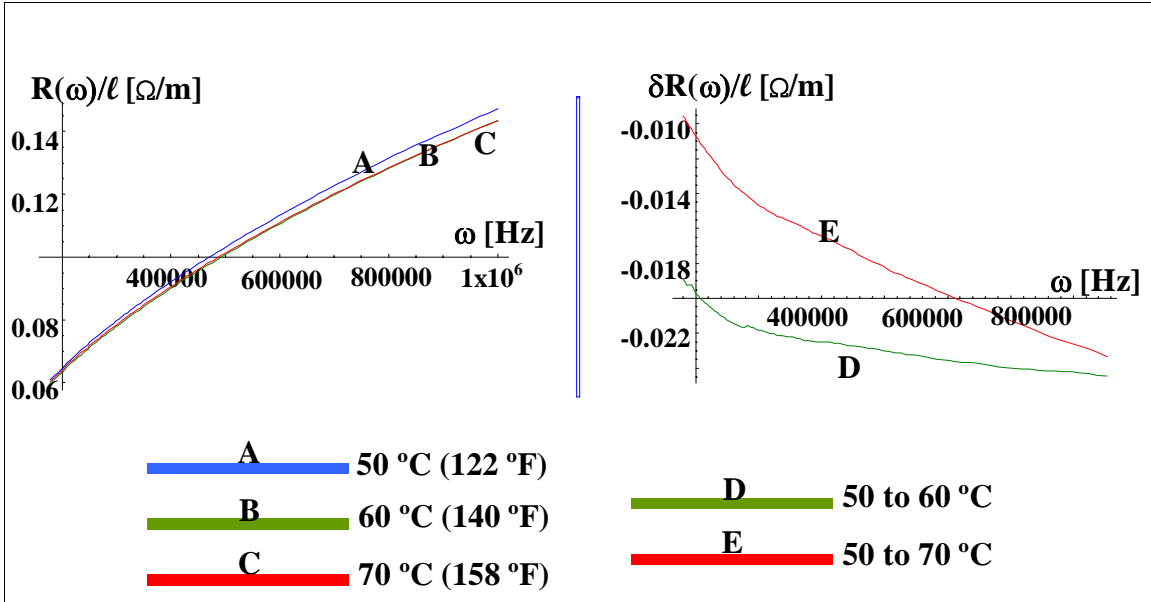 R(ω)/ℓ [Ω/m]
0.14
0.12
0.08
0.06
A
B
C
ω [Hz]
400000
600000
800000
1x10⁶
δR(ω)/ℓ [Ω/m]
-0.010
-0.014
-0.018
-0.022
E
D
ω [Hz]
400000
600000
800000
A
50 ºC (122 ºF)
B
60 ºC (140 ºF)
C
70 ºC (158 ºF)
D
50 to 60 ºC
E
50 to 70 ºC